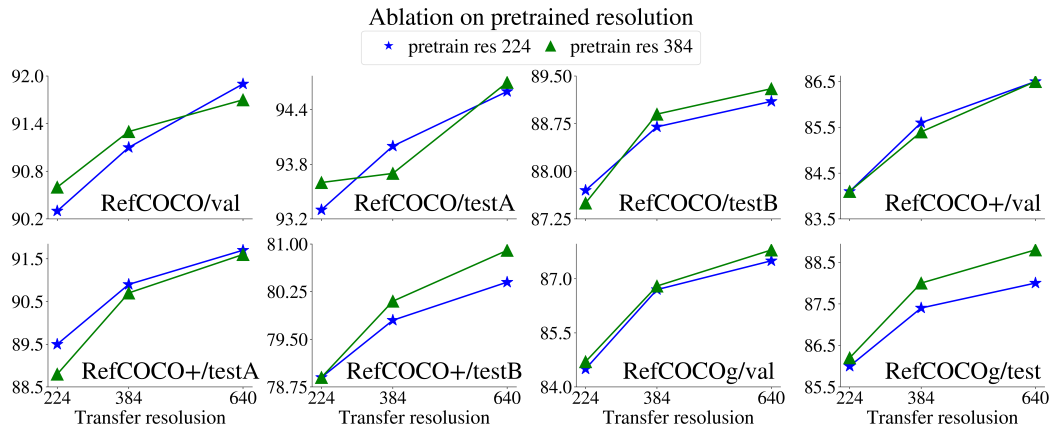 Ablation on pretrained resolution
pretrain res 224 pretrain res 384
92.0
91.4
90.8
90.2
RefCOCO/val
94.4
93.8
93.2
RefCOCO/testA
89.50
88.75
88.00
87.25
RefCOCO/testB
86.5
85.5
84.5
83.5
RefCOCO+/val
91.5
90.5
89.5
88.5
RefCOCO+/testA
224 384 640
Transfer resolusion
81.00
80.25
79.50
78.75
RefCOCO+/testB
224 384 640
Transfer resolusion
87.0
85.5
84.0
RefCOCOg/val
224 384 640
Transfer resolusion
88.5
87.5
86.5
85.5
RefCOCOg/test
224 384 640
Transfer resolusion